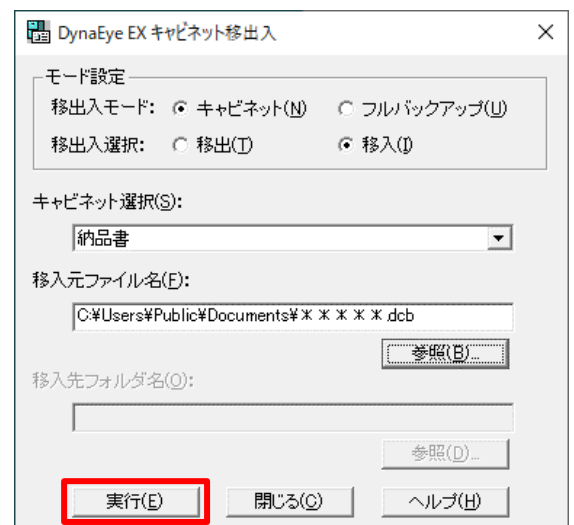 DynaEye EX キャビネット移出入
モード設定
移出入モード: キャビネット(N) フルバックアップ(U)
移出入選択: 移出(T) 移入(I)
キャビネット選択(S):
納品書
移入元ファイル名(F):
C:¥Users¥Public¥Documents¥＊＊＊＊＊.dcb
参照(B)...
移入先フォルダ名(O):
参照(D)...
実行(E) 閉じる(C) ヘルプ(H)